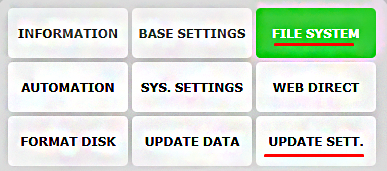 INFORMATION BASE SETTINGS FILE SYSTEM
AUTOMATION SYS. SETTINGS WEB DIRECT
FORMAT DISK UPDATE DATA UPDATE SETT.